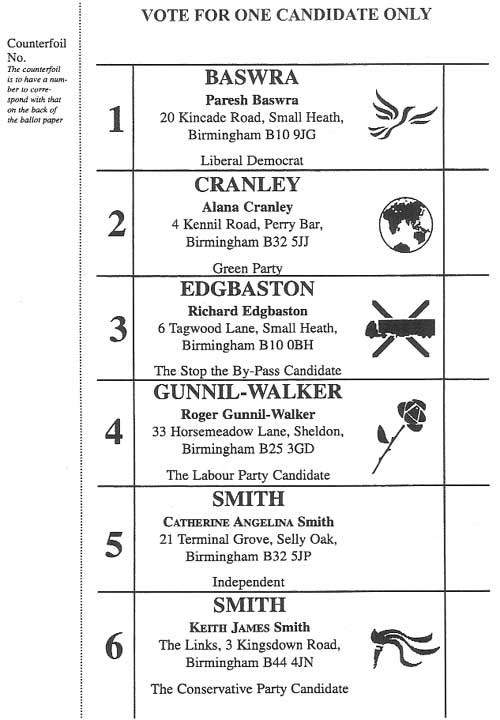 VOTE FOR ONE CANDIDATE ONLY
Counterfoil
No.
The counterfoil
is to have a num-
ber to corre-
spond with that
on the back of
the ballot paper
1
BASWRA
Paresh Baswra
20 Kincade Road, Small Heath,
Birmingham B10 9JG
Liberal Democrat
2
CRANLEY
Alana Cranley
4 Kennil Road, Perry Bar,
Birmingham B32 5JJ
Green Party
3
EDGBASTON
Richard Edgbaston
6 Tagwood Lane, Small Heath,
Birmingham B10 0BH
The Stop the By-Pass Candidate
4
GUNNIL-WALKER
Roger Gunnil-Walker
33 Horsemeadow Lane, Sheldon,
Birmingham B25 3GD
The Labour Party Candidate
5
SMITH
CATHERINE ANGELINA Smith
21 Terminal Grove, Selly Oak,
Birmingham B32 5JP
Independent
6
SMITH
KEITH JAMES Smith
The Links, 3 Kingsdown Road,
Birmingham B44 4JN
The Conservative Party Candidate